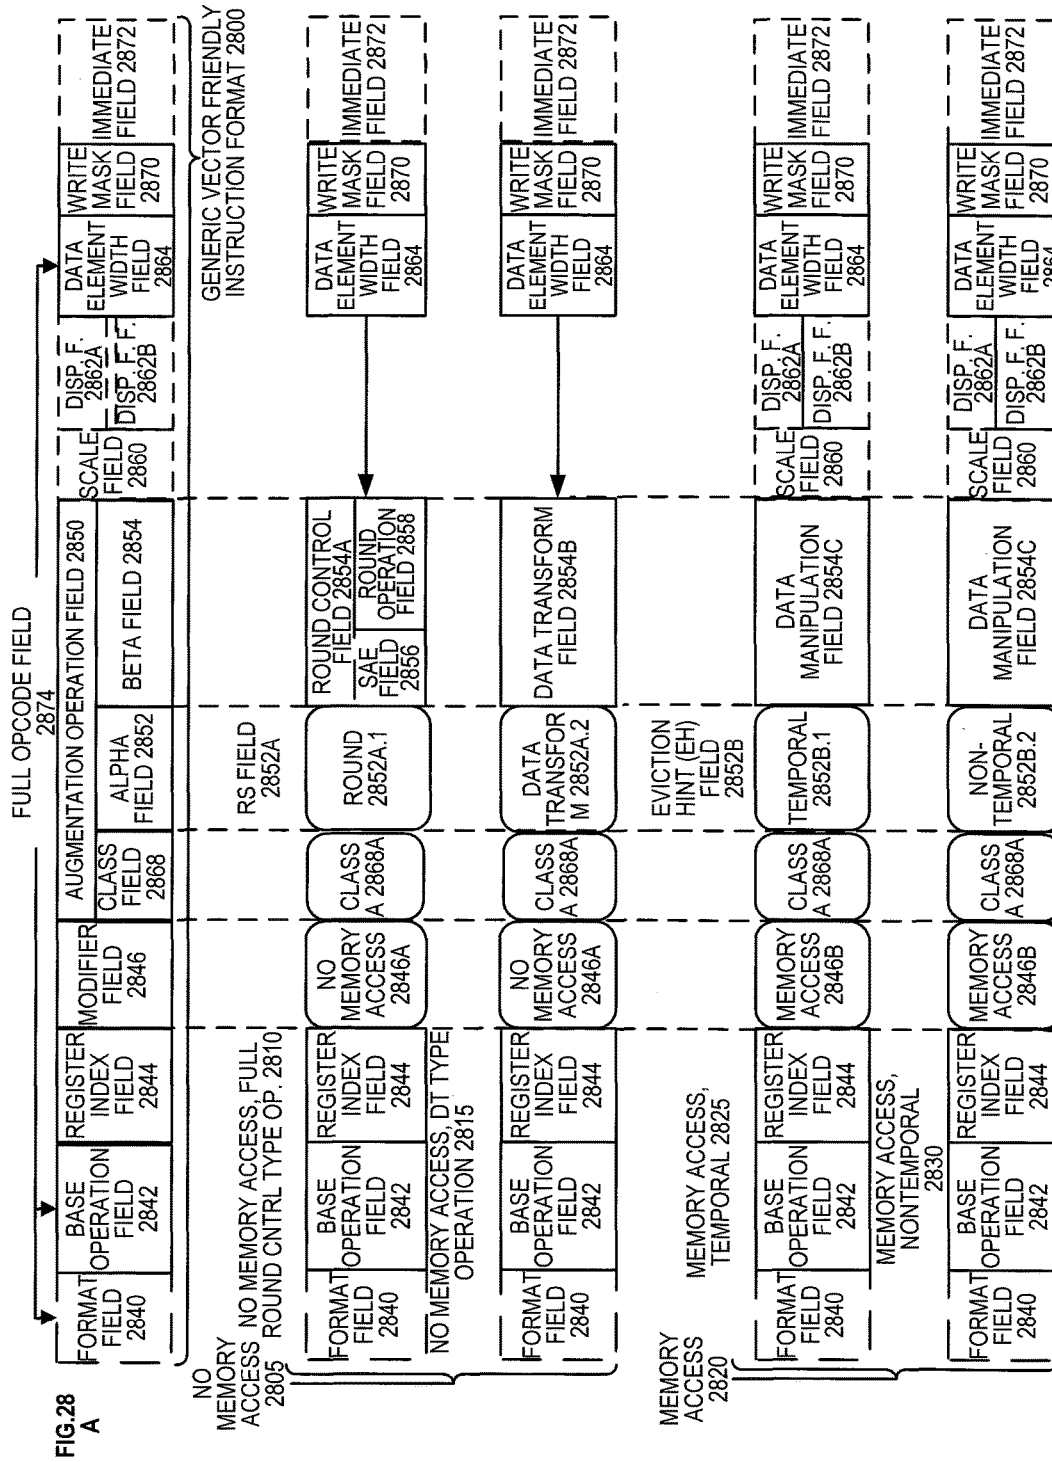 FIG.28
A
FULL OPCODE FIELD
2874
FORMAT
FIELD
2840
BASE
OPERATION
FIELD
2842
REGISTER
INDEX
FIELD
2844
MODIFIER
FIELD
2846
AUGMENTATION OPERATION FIELD 2850
CLASS
FIELD
2868
ALPHA
FIELD 2852
BETA FIELD 2854
SCALE
FIELD
2860
DISP. F.
2862A
DISP. F. F.
2862B
DATA
ELEMENT
WIDTH
FIELD
2864
WRITE
MASK
FIELD
2870
IMMEDIATE
FIELD 2872
GENERIC VECTOR FRIENDLY
INSTRUCTION FORMAT 2800
NO
MEMORY
ACCESS
2805
NO MEMORY ACCESS, FULL
ROUND CNTRL TYPE OP. 2810
RS FIELD
2852A
FORMAT
FIELD
2840
BASE
OPERATION
FIELD
2842
REGISTER
INDEX
FIELD
2844
NO
MEMORY
ACCESS
2846A
CLASS
A 2868A
ROUND
2852A.1
ROUND CONTROL
FIELD 2854A
SAE
FIELD
2856
ROUND
OPERATION
FIELD 2858
DATA
ELEMENT
WIDTH
FIELD
2864
WRITE
MASK
FIELD
2870
IMMEDIATE
FIELD 2872
NO MEMORY ACCESS, DT TYPE
OPERATION 2815
FORMAT
FIELD
2840
BASE
OPERATION
FIELD
2842
REGISTER
INDEX
FIELD
2844
NO
MEMORY
ACCESS
2846A
CLASS
A 2868A
DATA
TRANSFOR
M 2852A.2
DATA TRANSFORM
FIELD 2854B
DATA
ELEMENT
WIDTH
FIELD
2864
WRITE
MASK
FIELD
2870
IMMEDIATE
FIELD 2872
MEMORY
ACCESS
2820
MEMORY ACCESS,
TEMPORAL 2825
EVICTION
HINT (EH)
FIELD
2852B
FORMAT
FIELD
2840
BASE
OPERATION
FIELD
2842
REGISTER
INDEX
FIELD
2844
MEMORY
ACCESS
2846B
CLASS
A 2868A
TEMPORAL
2852B.1
DATA
MANIPULATION
FIELD 2854C
SCALE
FIELD
2860
DISP. F.
2862A
DISP. F. F.
2862B
DATA
ELEMENT
WIDTH
FIELD
2864
WRITE
MASK
FIELD
2870
IMMEDIATE
FIELD 2872
MEMORY ACCESS,
NONTEMPORAL
2830
FORMAT
FIELD
2840
BASE
OPERATION
FIELD
2842
REGISTER
INDEX
FIELD
2844
MEMORY
ACCESS
2846B
CLASS
A 2868A
NON-
TEMPORAL
2852B.2
DATA
MANIPULATION
FIELD 2854C
SCALE
FIELD
2860
DISP. F.
2862A
DISP. F. F.
2862B
DATA
ELEMENT
WIDTH
FIELD
2864
WRITE
MASK
FIELD
2870
IMMEDIATE
FIELD 2872